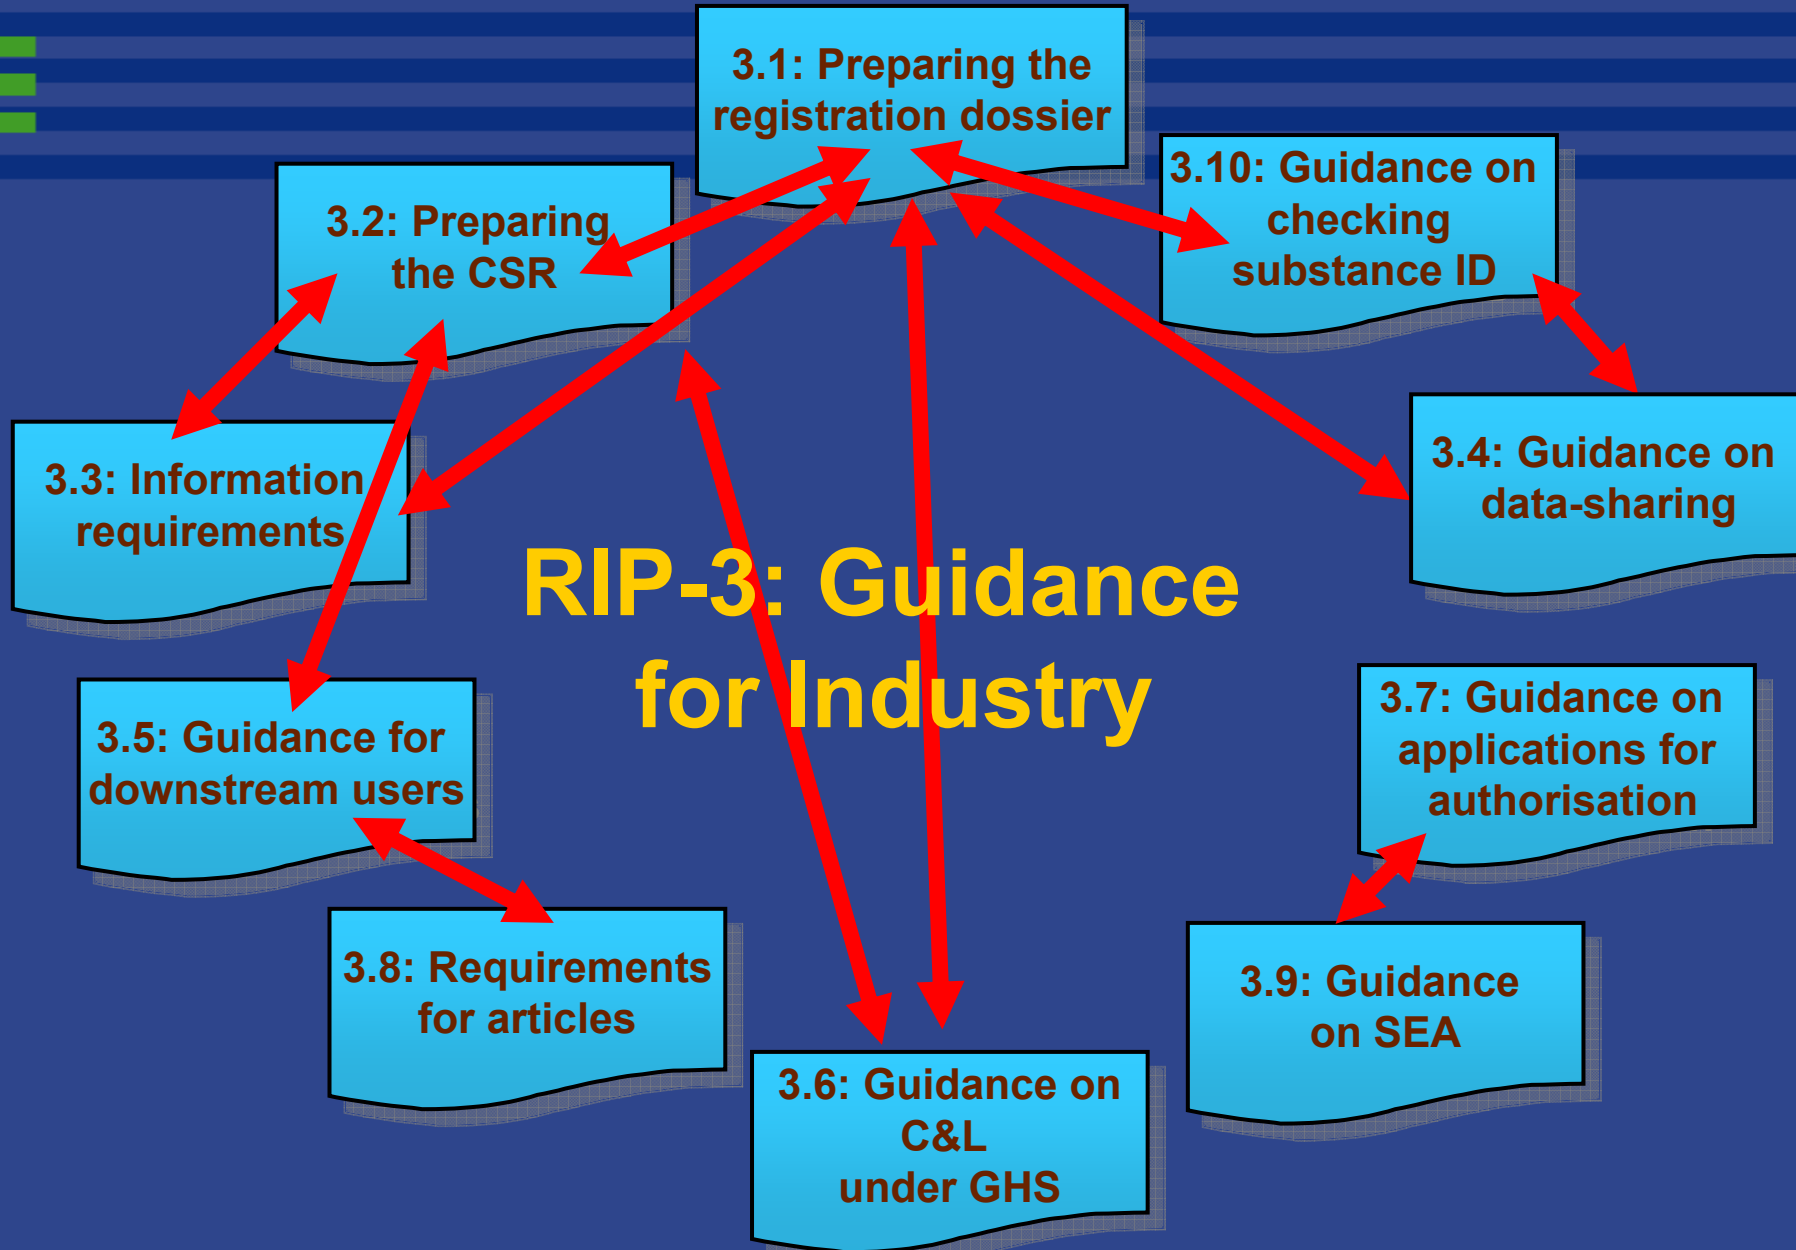 3.1: Preparing the
registration dossier
3.10: Guidance on
checking
substance ID
3.2: Preparing
the CSR
3.3: Information
requirements
3.4: Guidance on
data-sharing
RIP-3: Guidance
for Industry
3.5: Guidance for
downstream users
3.7: Guidance on
applications for
authorisation
3.8: Requirements
for articles
3.9: Guidance
on SEA
3.6: Guidance on
C&L
under GHS